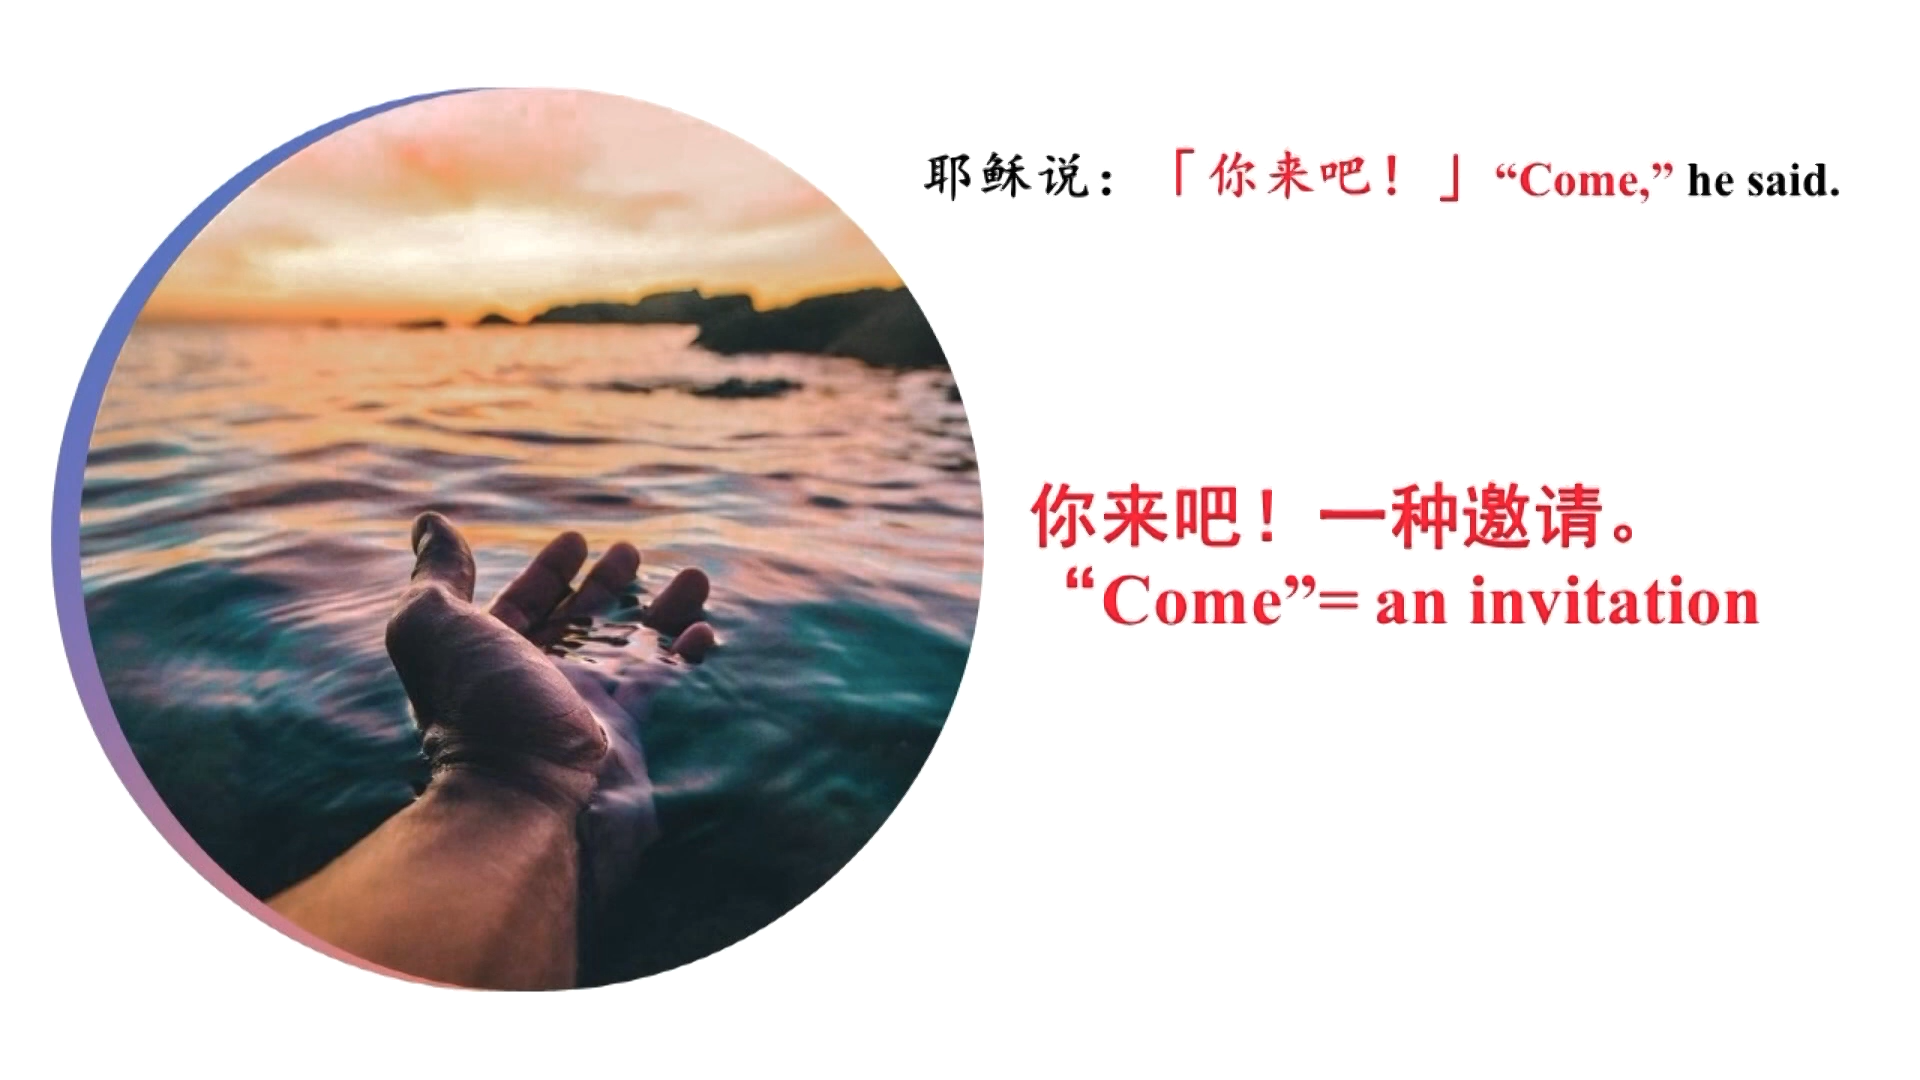 耶稣说：「你来吧！」“Come,” he said.
你来吧！一种邀请。
“Come”= an invitation